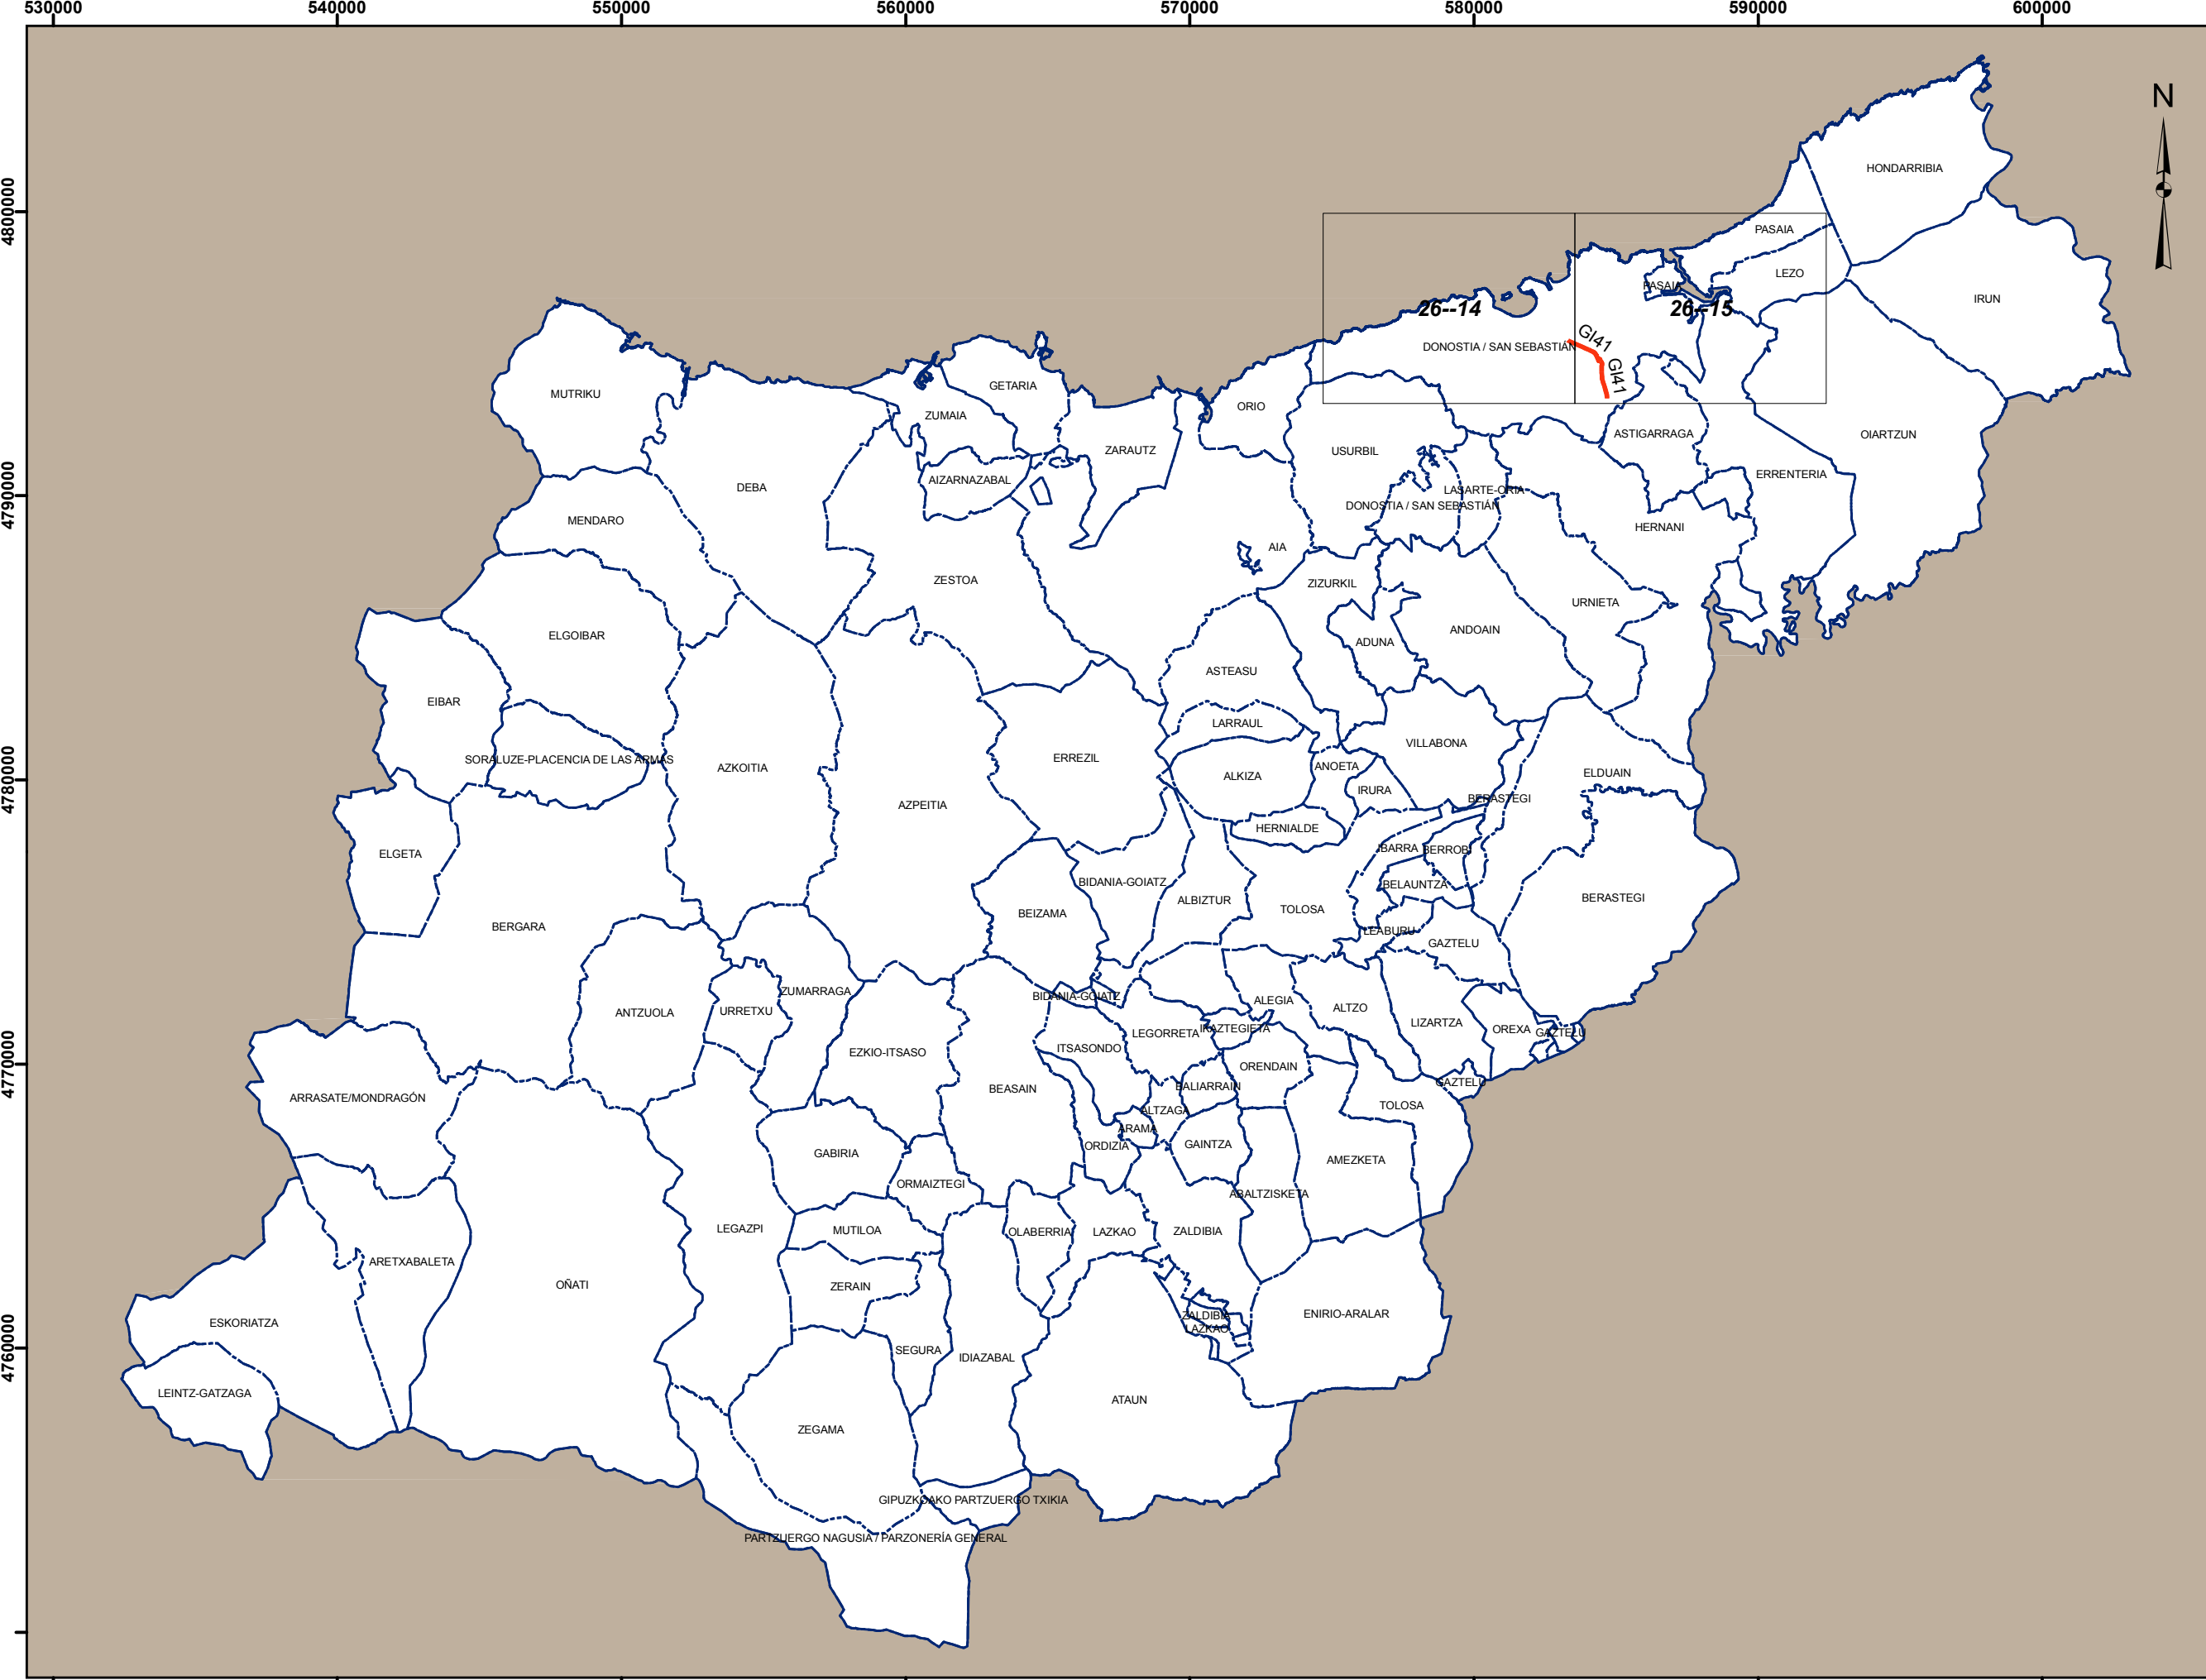 530000 540000 550000 560000 570000 580000 590000 600000
N
4800000
4790000
4780000
4770000
4760000
HONDARRIBIA
PASAIA
LEZO
PASAIA
IRUN
26--14
26--15
GI41
GI41
DONOSTIA / SAN SEBASTIÁN
MUTRIKU
GETARIA
ZUMAIA
ORIO
ASTIGARRAGA
OIARTZUN
ZARAUTZ
USURBIL
AIZARNAZABAL
DEBA
ERRENTERIA
LASARTE-ORIA
DONOSTIA / SAN SEBASTIÁN
MENDARO
HERNANI
AIA
ZESTOA
ZIZURKIL
URNIETA
ELGOIBAR
ADUNA
ANDOAIN
ASTEASU
EIBAR
LARRAUL
VILLABONA
SORALUZE-PLACENCIA DE LAS ARMAS
ERREZIL
AZKOITIA
ANOETA
ELDUAIN
ALKIZA
IRURA
BERASTEGI
AZPEITIA
HERNIALDE
ELGETA
IBARRA
BERROBI
BIDANIA-GOIATZ
BELAUNTZA
ALBIZTUR
BERASTEGI
BEIZAMA
TOLOSA
BERGARA
LEABURU
GAZTELU
ZUMARRAGA
BIDANIA-GOIATZ
ALEGIA
ANTZUOLA
URRETXU
ALTZO
LIZARTZA
OREXA
GAZTELU
IKAZTEGIETA
LEGORRETA
ITSASONDO
EZKIO-ITSASO
ORENDAIN
BEASAIN
BALIARRAIN
GAZTELU
ARRASATE/MONDRAGÓN
ALTZAGA
TOLOSA
ARAMA
ORDIZIA
GAINTZA
GABIRIA
AMEZKETA
ORMAIZTEGI
ABALTZISKETA
LEGAZPI
MUTILOA
OLABERRIA
LAZKAO
ZALDIBIA
ARETXABALETA
OÑATI
ZERAIN
ENIRIO-ARALAR
ZALDIBIA
LAZKAO
ESKORIATZA
SEGURA
IDIAZABAL
LEINTZ-GATZAGA
ATAUN
ZEGAMA
GIPUZKOAKO PARTZUERGO TXIKIA
PARTZUERGO NAGUSIA / PARZONERÍA GENERAL